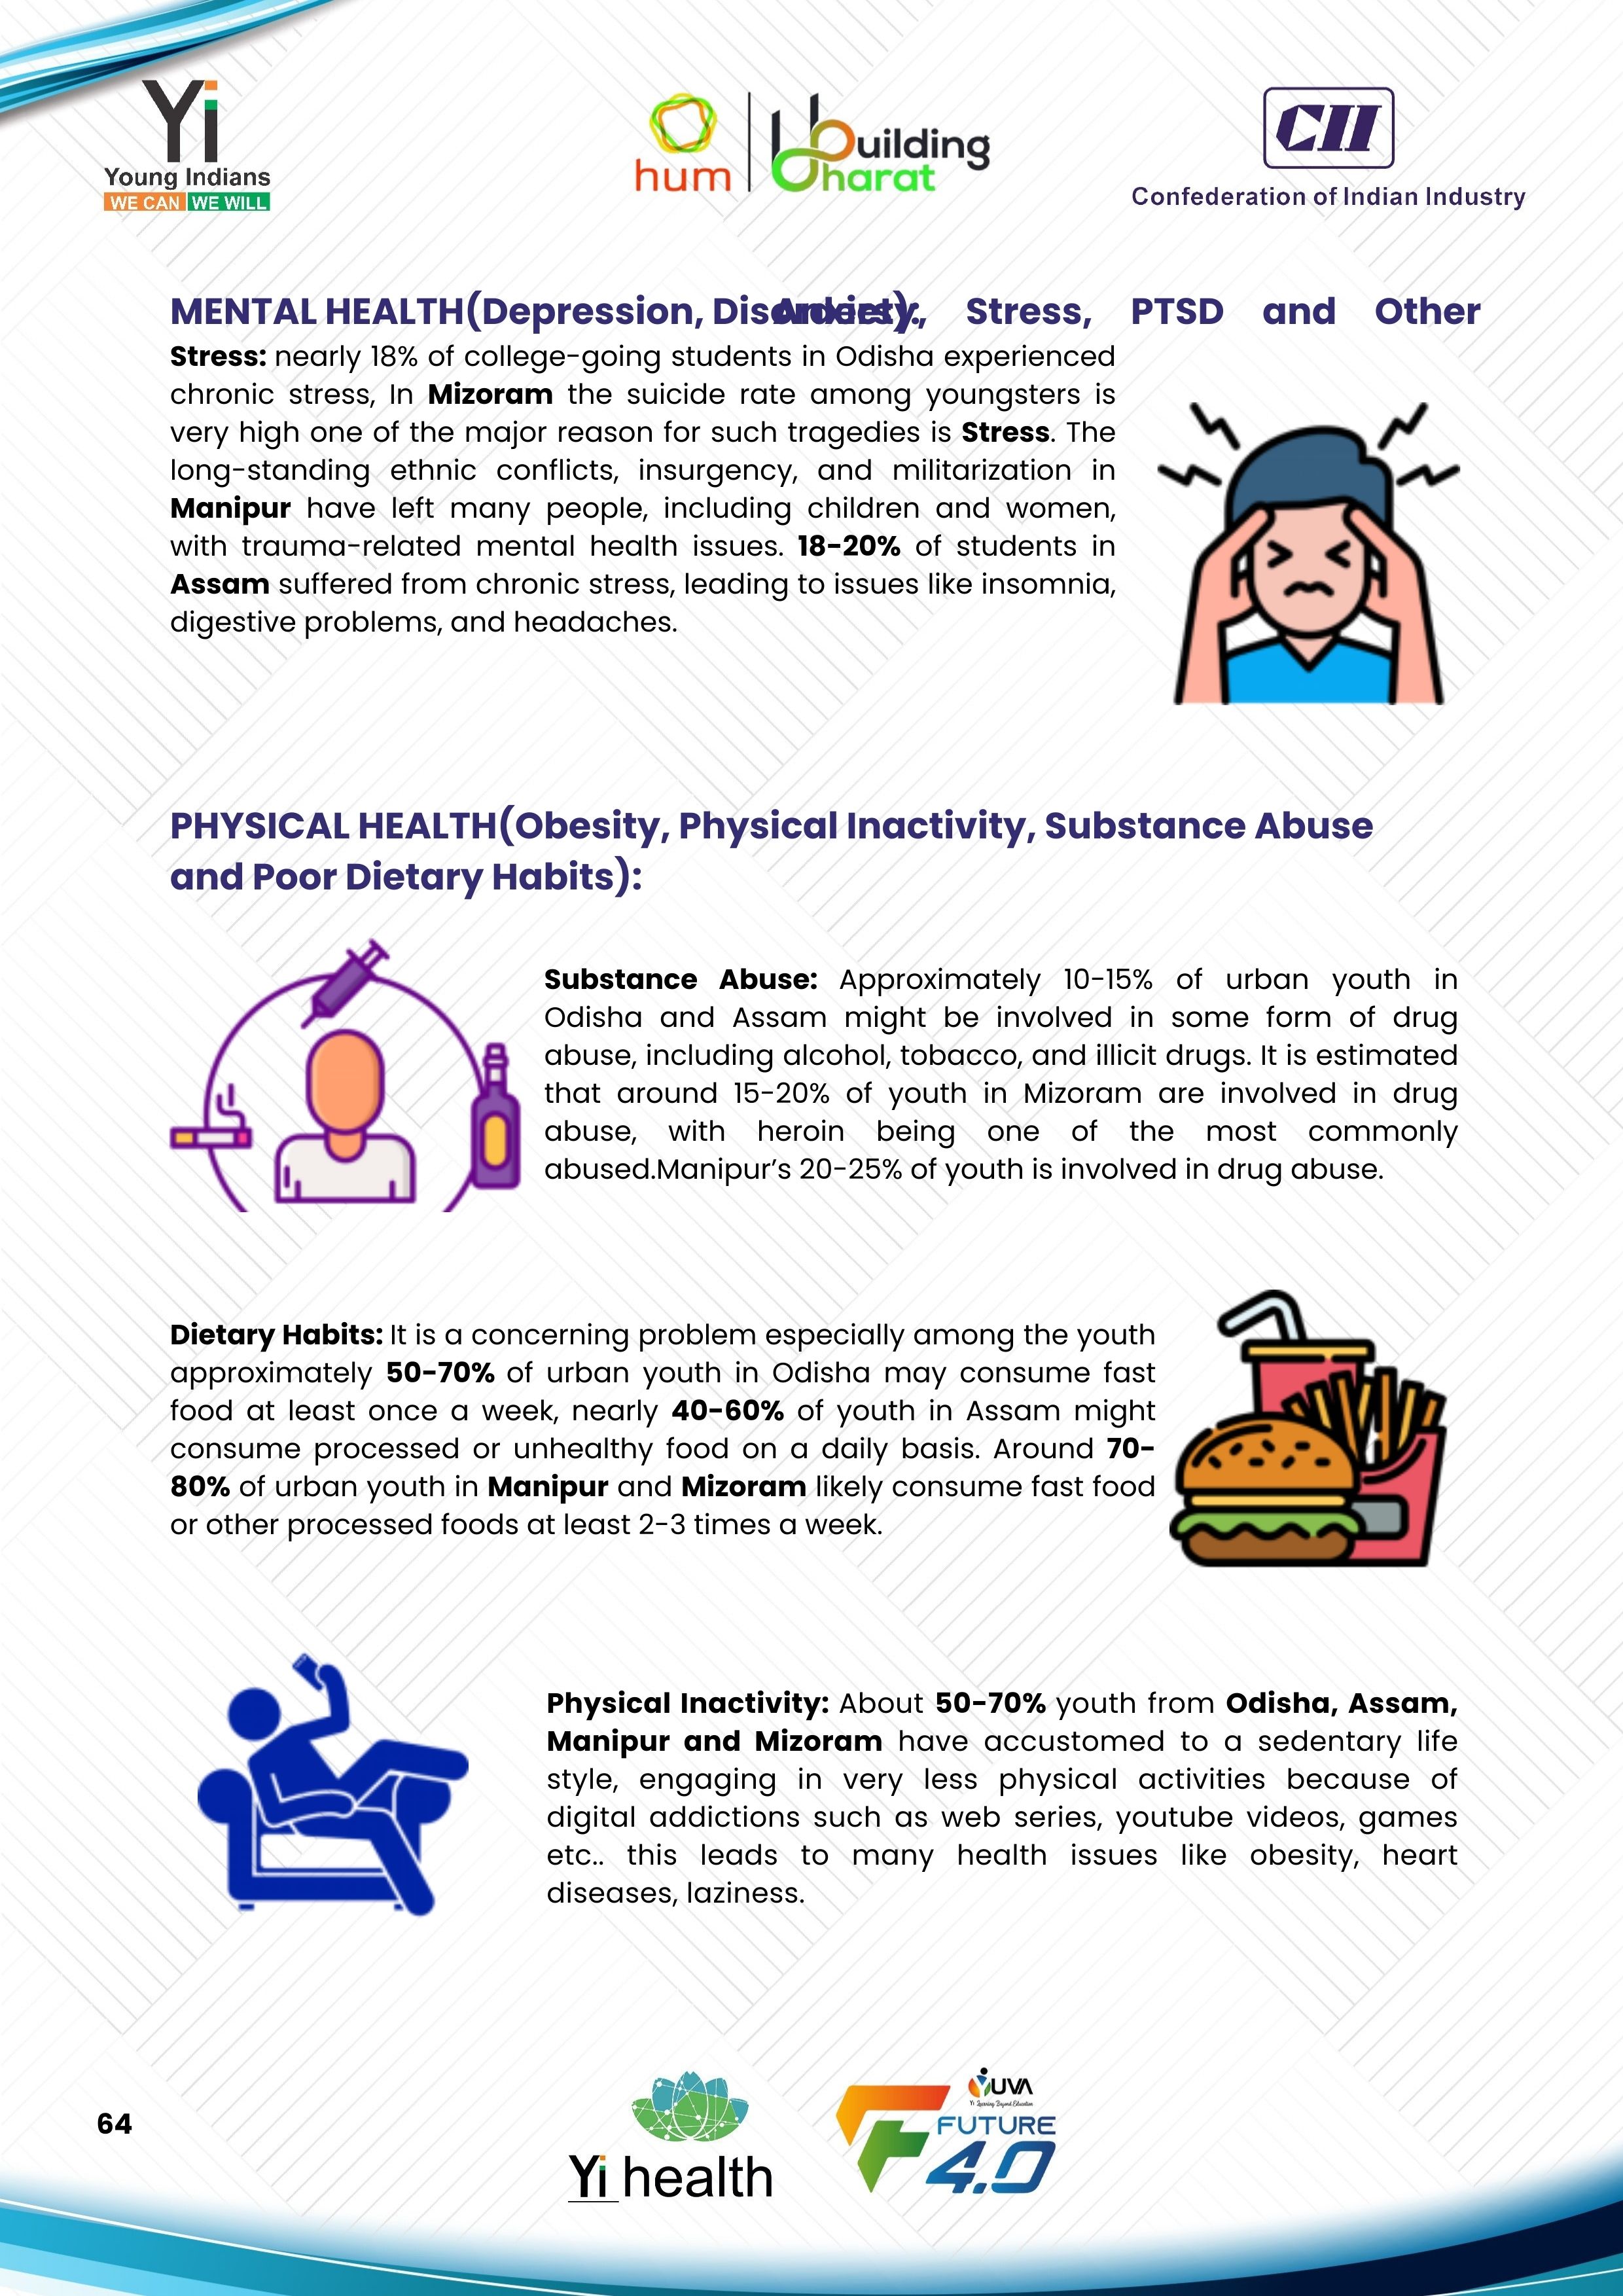 Yi
Young Indians
WE CAN WE WILL
hum
Building
Bharat
CII
Confederation of Indian Industry
MENTAL HEALTH(Depression, Anxiety, Stress, PTSD and Other
Disorders):
Stress: nearly 18% of college-going students in Odisha experienced
chronic stress, In Mizoram the suicide rate among youngsters is
very high one of the major reason for such tragedies is Stress. The
long-standing ethnic conflicts, insurgency, and militarization in
Manipur have left many people, including children and women,
with trauma-related mental health issues. 18-20% of students in
Assam suffered from chronic stress, leading to issues like insomnia,
digestive problems, and headaches.
PHYSICAL HEALTH(Obesity, Physical Inactivity, Substance Abuse
and Poor Dietary Habits):
Substance Abuse: Approximately 10-15% of urban youth in
Odisha and Assam might be involved in some form of drug
abuse, including alcohol, tobacco, and illicit drugs. It is estimated
that around 15-20% of youth in Mizoram are involved in drug
abuse, with heroin being one of the most commonly
abused.Manipur’s 20-25% of youth is involved in drug abuse.
Dietary Habits: It is a concerning problem especially among the youth
approximately 50-70% of urban youth in Odisha may consume fast
food at least once a week, nearly 40-60% of youth in Assam might
consume processed or unhealthy food on a daily basis. Around 70-
80% of urban youth in Manipur and Mizoram likely consume fast food
or other processed foods at least 2-3 times a week.
Physical Inactivity: About 50-70% youth from Odisha, Assam,
Manipur and Mizoram have accustomed to a sedentary life
style, engaging in very less physical activities because of
digital addictions such as web series, youtube videos, games
etc.. this leads to many health issues like obesity, heart
diseases, laziness.
64
Yi health
YUVA
Yi Learning Beyond Education
FUTURE
4.0